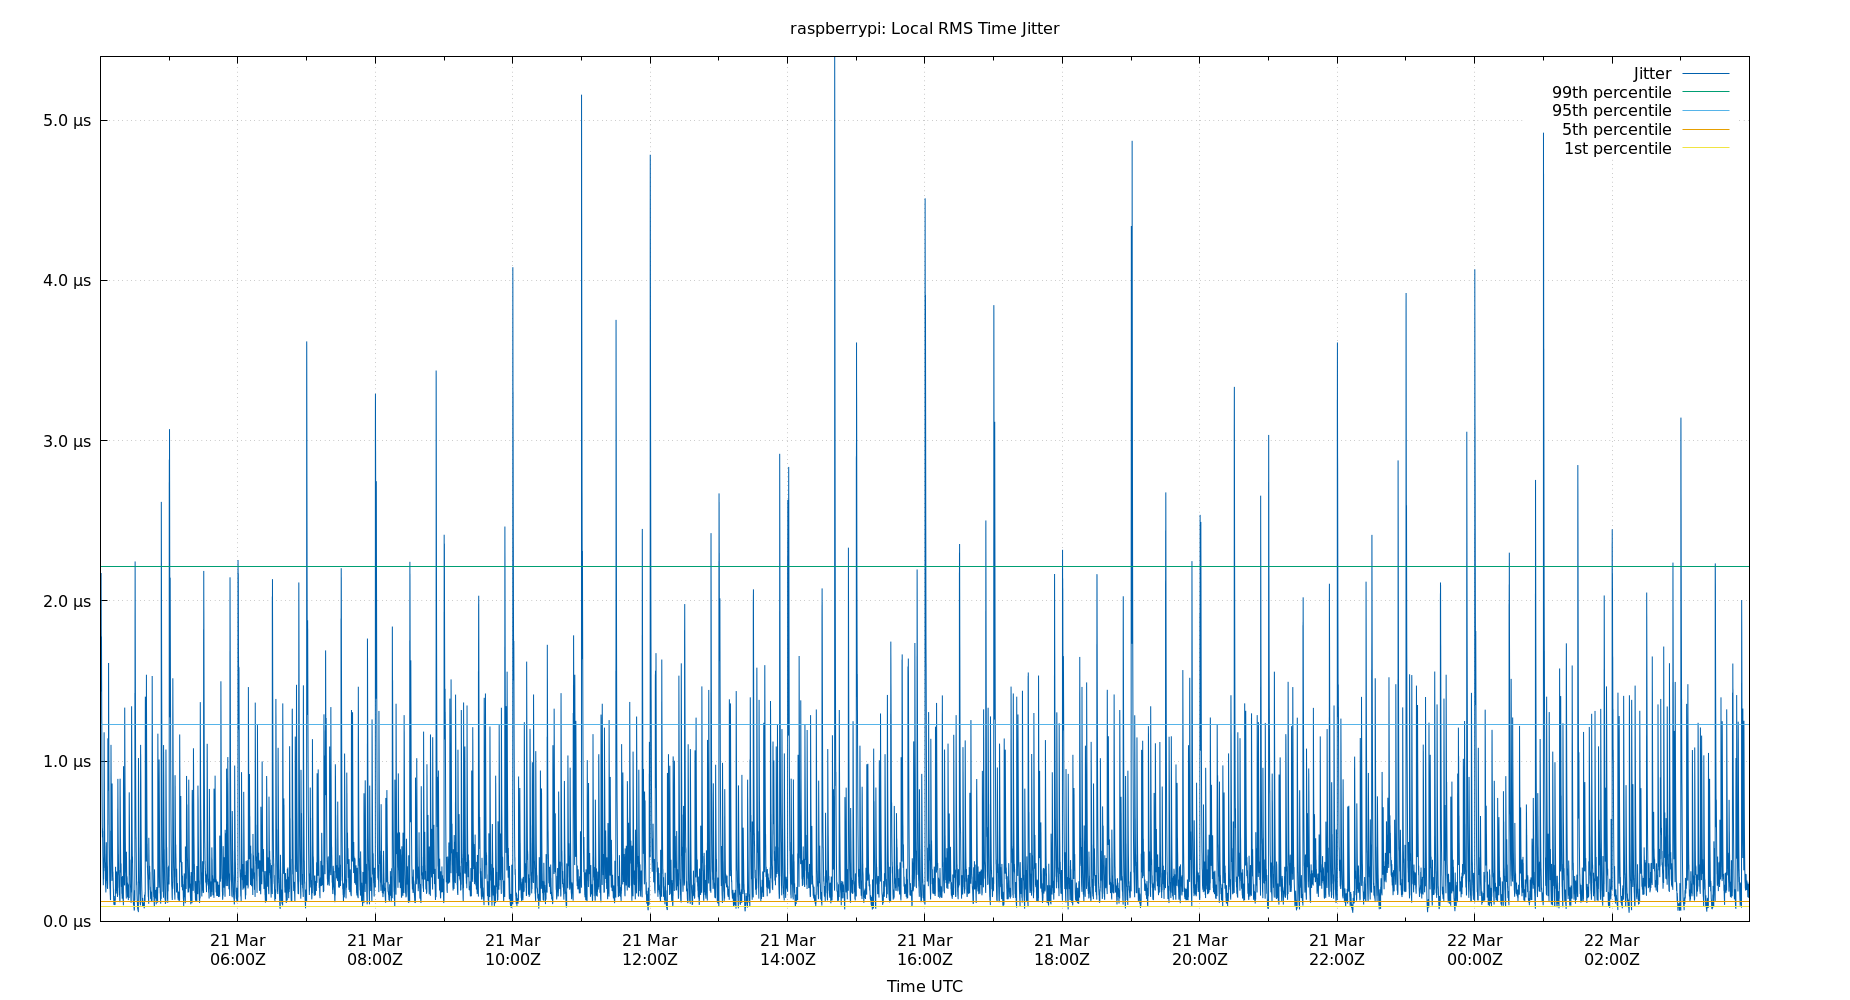 raspberrypi: Local RMS Time Jitter
Jitter
99th percentile
95th percentile
5th percentile
1st percentile
5.0 µs
4.0 µs
3.0 µs
2.0 µs
1.0 µs
0.0 µs
21 Mar 21 Mar 21 Mar 21 Mar 21 Mar 21 Mar 21 Mar 21 Mar 21 Mar 22 Mar 22 Mar
06:00Z 08:00Z 10:00Z 12:00Z 14:00Z 16:00Z 18:00Z 20:00Z 22:00Z 00:00Z 02:00Z
Time UTC